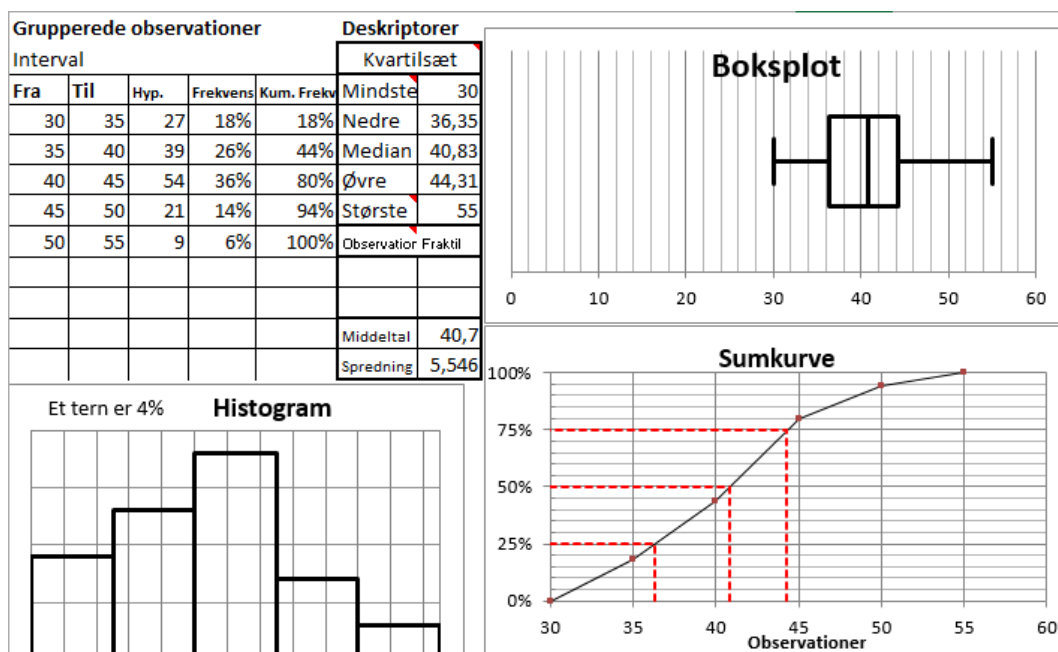 Grupperede observationer Deskriptorer
Interval Kvartilsæt
Fra Til Hyp. Frekvens Kum. Frekv Mindste 30
30 35 27 18% 18% Nedre 36,35
35 40 39 26% 44% Median 40,83
40 45 54 36% 80% Øvre 44,31
45 50 21 14% 94% Største 55
50 55 9 6% 100% Observatior Fraktil
Middeltal 40,7
Spredning 5,546
Boksplot
0 10 20 30 40 50 60
Et tern er 4% Histogram
Sumkurve
100%
75%
50%
25%
0%
30 35 40 45 50 55 60
Observationer